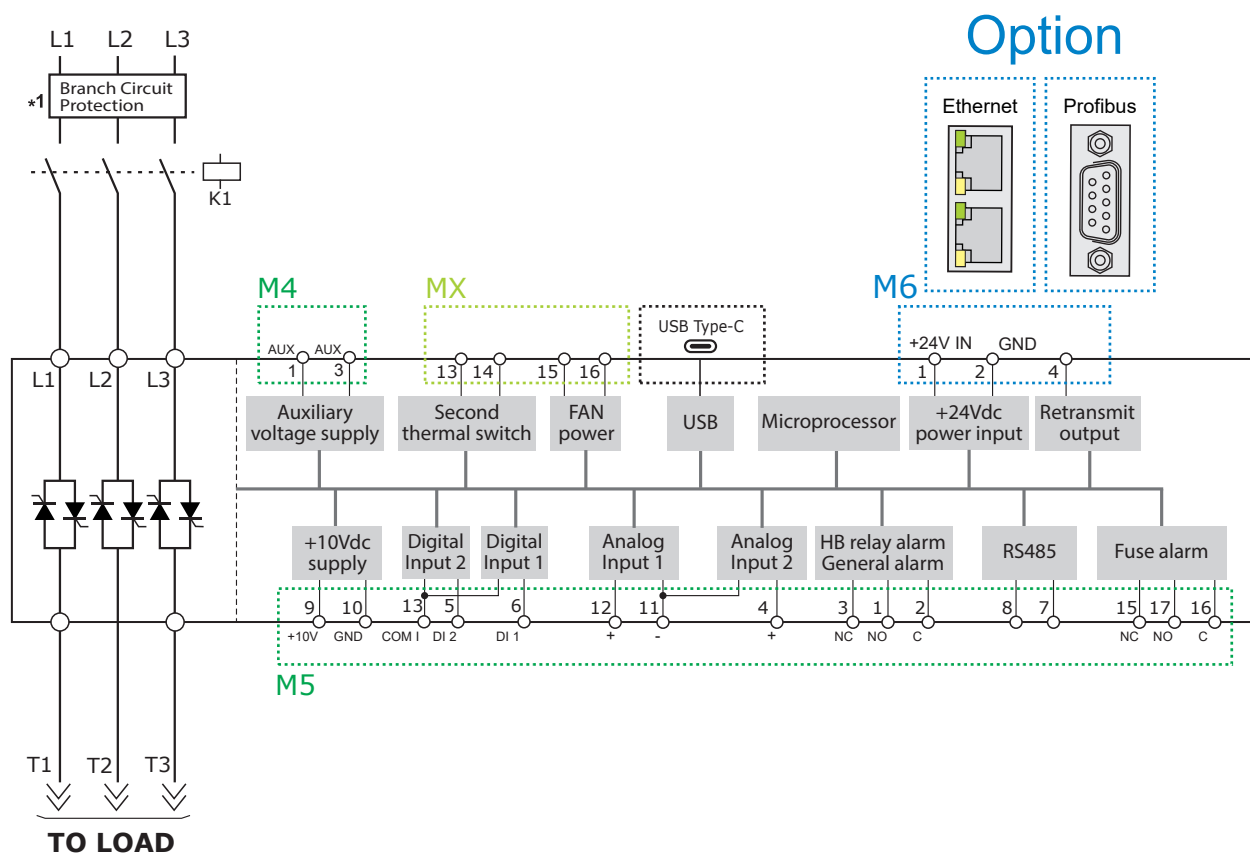 Option
L1 L2 L3
Branch Circuit
Protection
*1
K1
Ethernet
Profibus
M4
MX
USB Type-C
M6
AUX AUX
+24V IN GND
L1 L2 L3
1 3
13 14 15 16
1 2 4
Auxiliary
voltage supply
Second
thermal switch
FAN
power
USB
Microprocessor
+24Vdc
power input
Retransmit
output
+10Vdc
supply
Digital
Input 2
Digital
Input 1
Analog
Input 1
Analog
Input 2
HB relay alarm
General alarm
RS485
Fuse alarm
9 10 13 5 6 12 11 4 3 1 2 8 7 15 17 16
+10V GND COM I DI 2 DI 1 + - + NC NO C NC NO C
M5
T1 T2 T3
TO LOAD